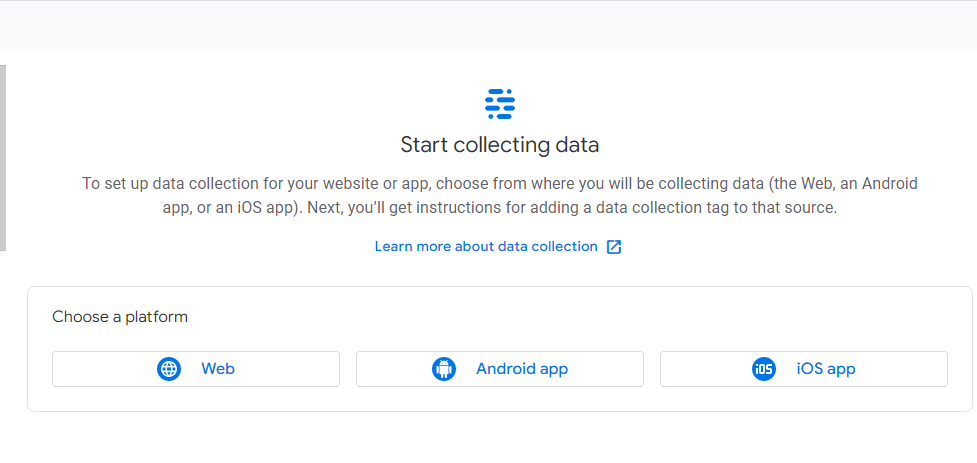 Start collecting data
To set up data collection for your website or app, choose from where you will be collecting data (the Web, an Android
app, or an iOS app). Next, you’ll get instructions for adding a data collection tag to that source.
Learn more about data collection
Choose a platform
Web
Android app
iOS iOS app